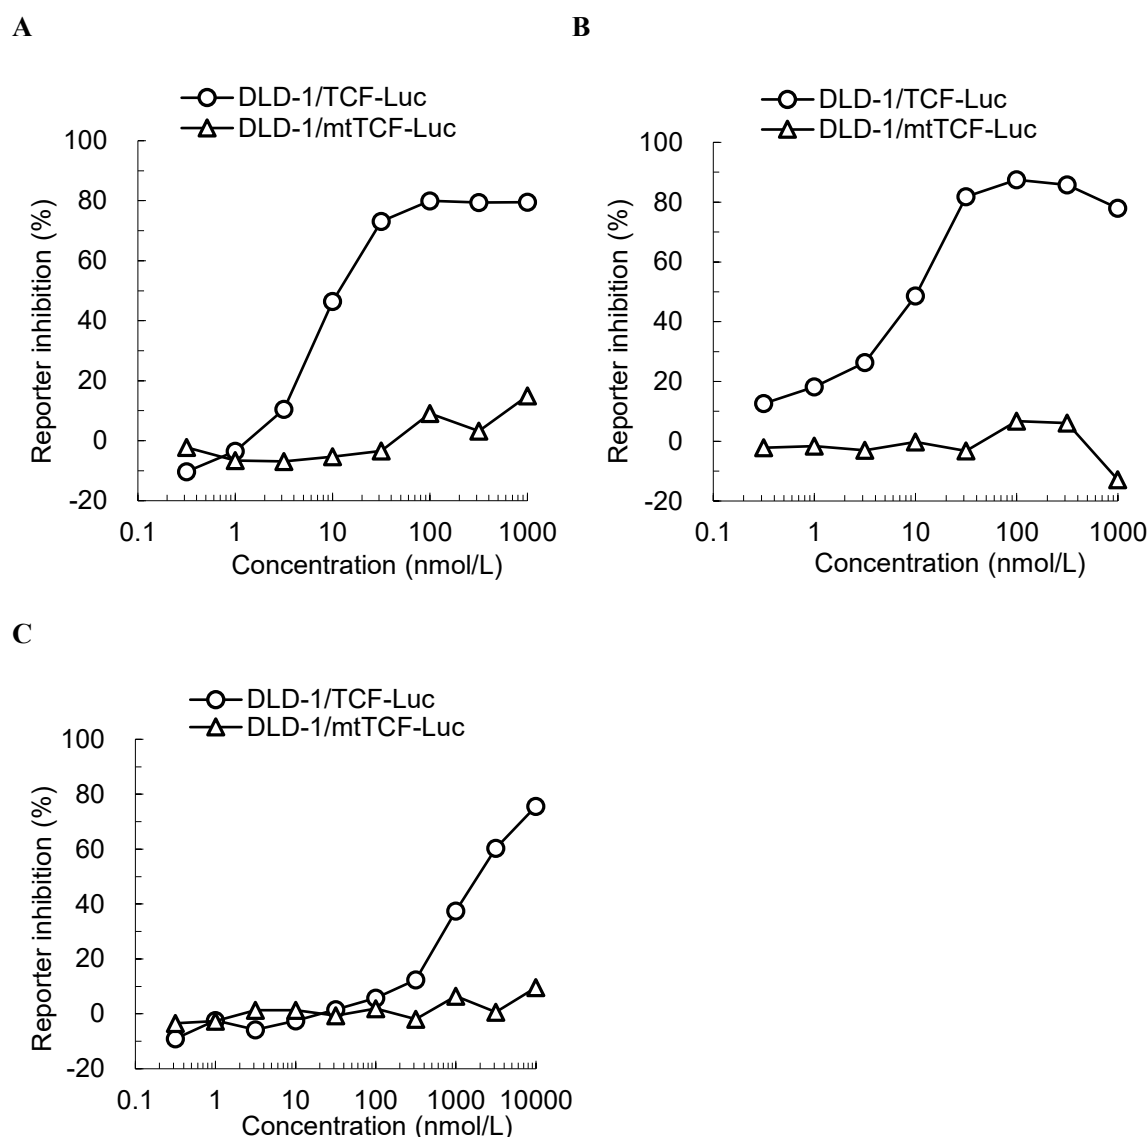 A
DLD-1/TCF-Luc
DLD-1/mtTCF-Luc
100
80
60
40
20
0
-20
Reporter inhibition (%)
0.1 1 10 100 1000
Concentration (nmol/L)
B
DLD-1/TCF-Luc
DLD-1/mtTCF-Luc
100
80
60
40
20
0
-20
Reporter inhibition (%)
0.1 1 10 100 1000
Concentration (nmol/L)
C
DLD-1/TCF-Luc
DLD-1/mtTCF-Luc
100
80
60
40
20
0
-20
Reporter inhibition (%)
0.1 1 10 100 1000 10000
Concentration (nmol/L)